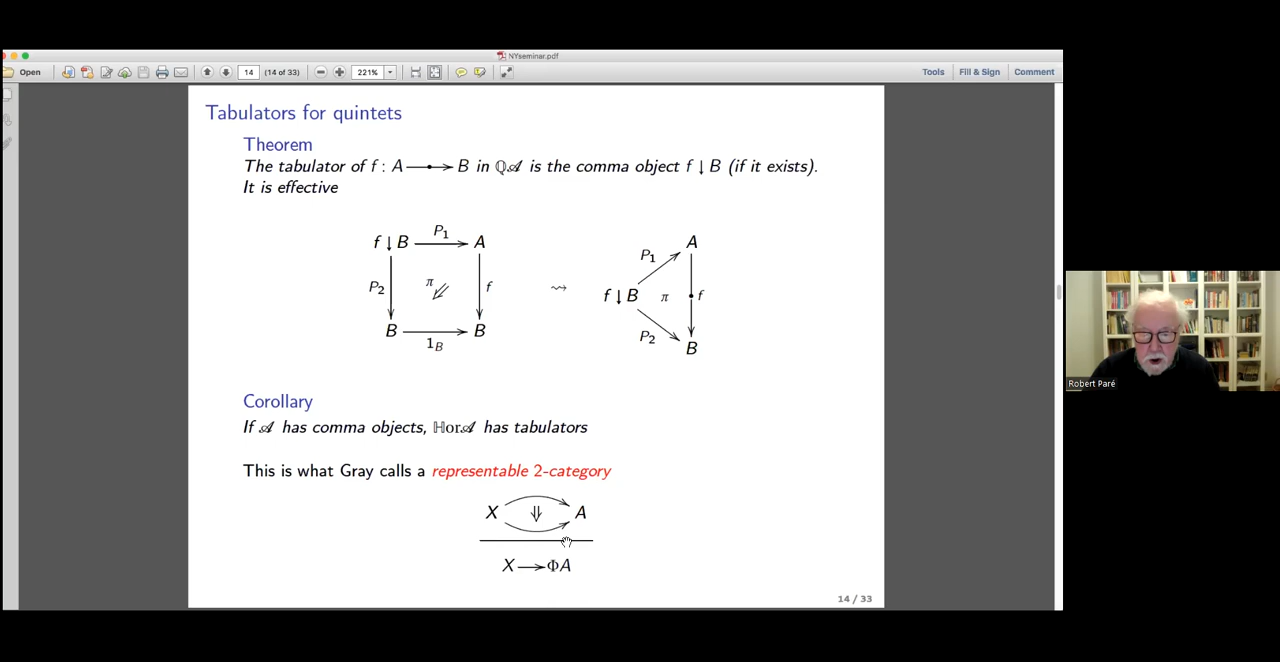 NYseminar.pdf
Open 14 (14 of 33) 221% Tools Fill & Sign Comment
Tabulators for quintets
Theorem
The tabulator of f : A —•→ B in ℚ𝒜 is the comma object f ↓ B (if it exists).
It is effective
f ↓ B P₁ A
P₂ π f
B 1_B B
⇝
A
P₁
f ↓ B π f
P₂
B
Corollary
If 𝒜 has comma objects, ℍor𝒜 has tabulators
This is what Gray calls a representable 2-category
X ⇓ A
X → ΦA
14 / 33
Robert Paré